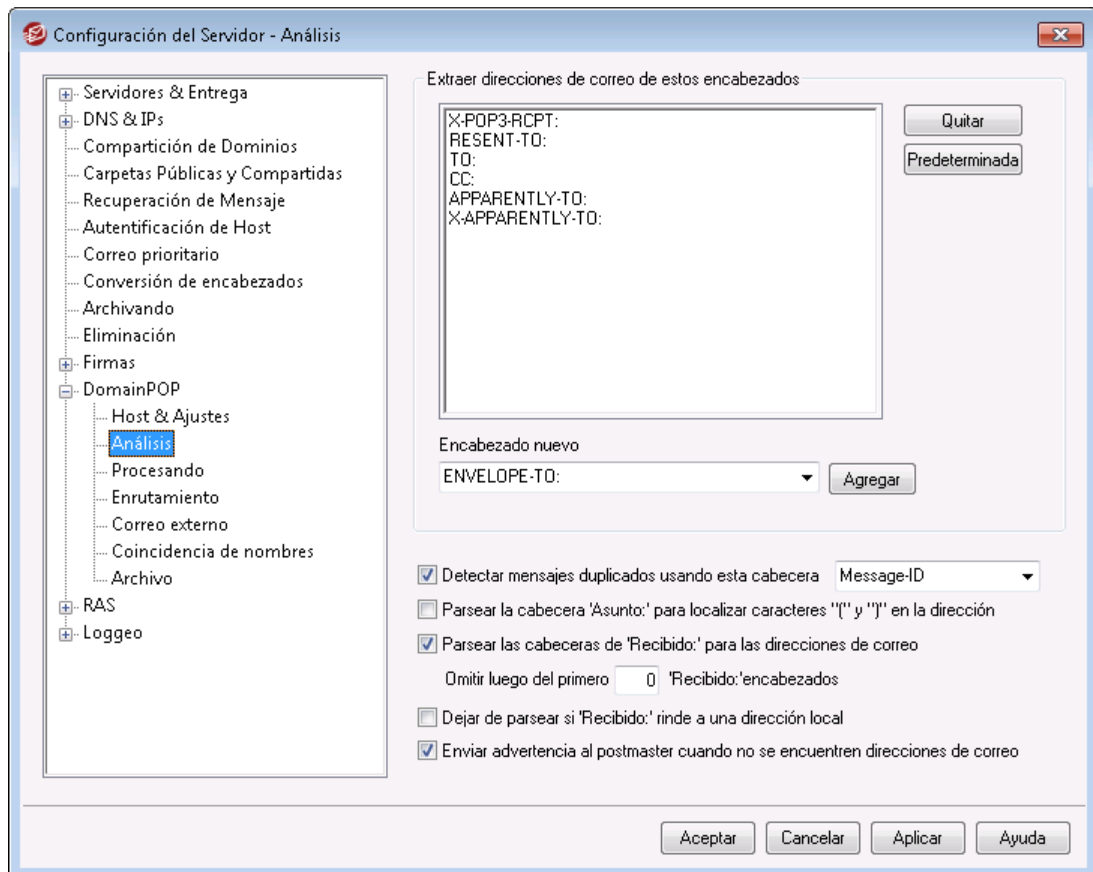 Configuración del Servidor - Análisis
Servidores & Entrega
DNS & IPs
Compartición de Dominios
Carpetas Públicas y Compartidas
Recuperación de Mensaje
Autentificación de Host
Correo prioritario
Conversión de encabezados
Archivando
Eliminación
Firmas
DomainPOP
Host & Ajustes
Análisis
Procesando
Enrutamiento
Correo externo
Coincidencia de nombres
Archivo
RAS
Loggeo
Extraer direcciones de correo de estos encabezados
X-POP3-RCPT:
RESENT-TO:
TO:
CC:
APPARENTLY-TO:
X-APPARENTLY-TO:
Quitar
Predeterminada
Encabezado nuevo
ENVELOPE-TO:
Agregar
Detectar mensajes duplicados usando esta cabecera Message-ID
Parsear la cabecera 'Asunto:' para localizar caracteres "(" y ")" en la dirección
Parsear las cabeceras de 'Recibido:' para las direcciones de correo
Omitir luego del primero 0 'Recibido:'encabezados
Dejar de parsear si 'Recibido:' rinde a una dirección local
Enviar advertencia al postmaster cuando no se encuentren direcciones de correo
Aceptar Cancelar Aplicar Ayuda